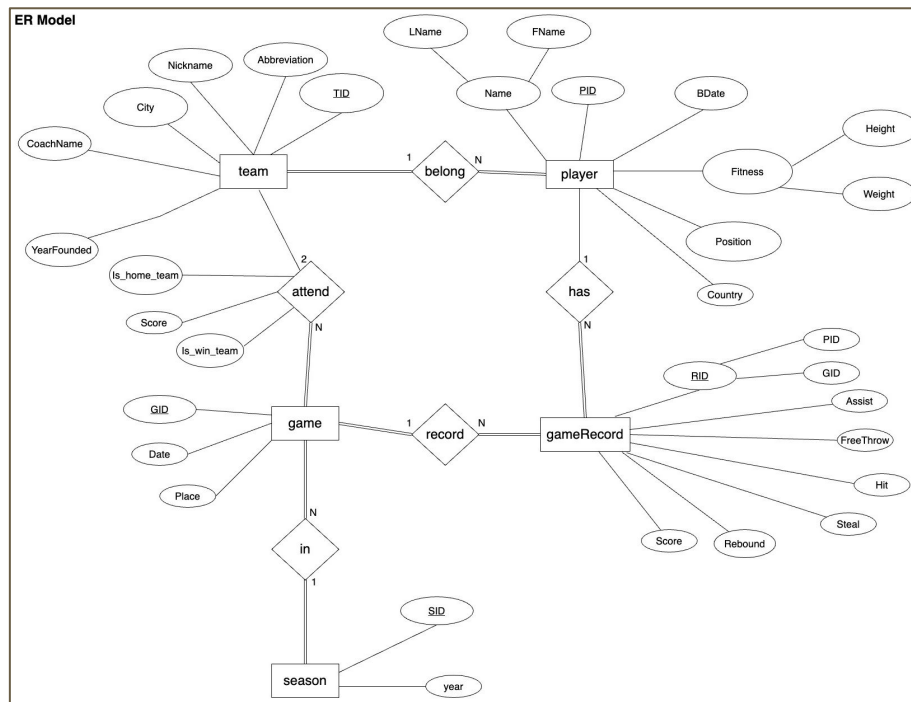 ER Model
LName
FName
Nickname
Abbreviation
TID
Name
PID
BDate
City
Height
CoachName
team
1
belong
N
player
Fitness
Weight
YearFounded
Position
Is_home_team
2
attend
1
has
Country
Score
N
Is_win_team
N
PID
RID
GID
GID
game
1
record
N
gameRecord
Assist
FreeThrow
Date
Hit
Place
Steal
N
Score
Rebound
in
1
SID
season
year